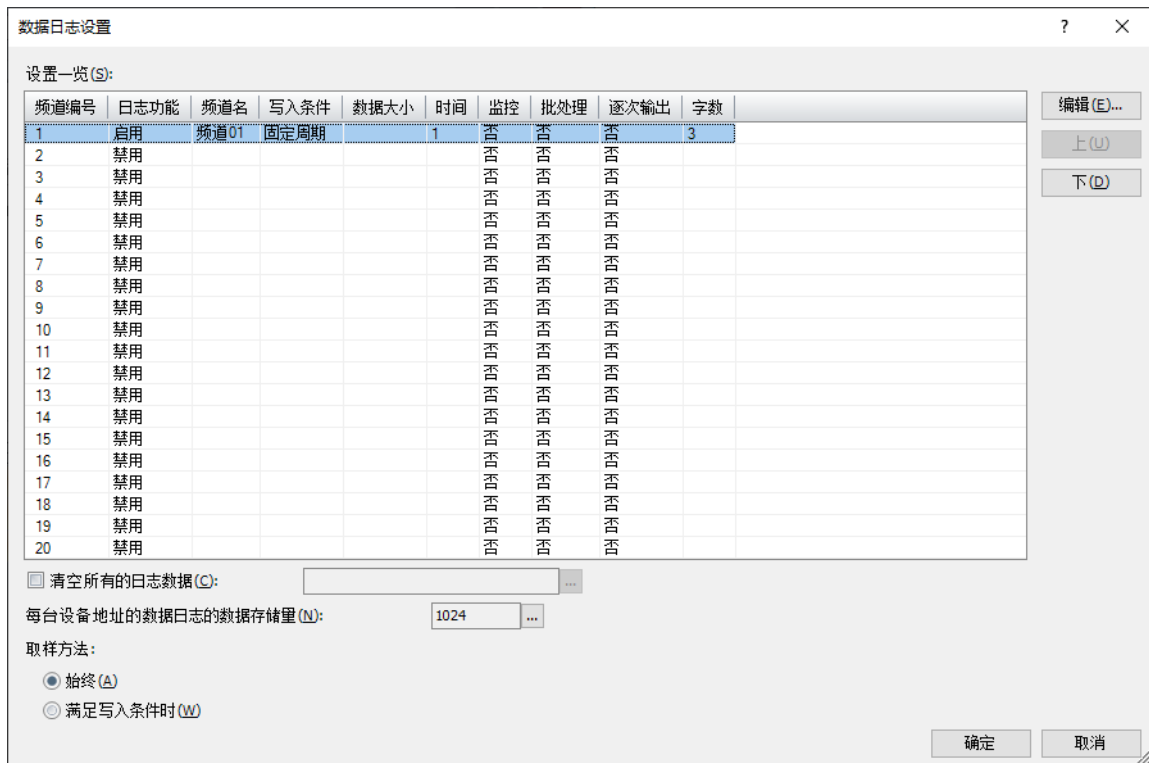 数据日志设置 ? ×
设置一览(S):
频道编号 日志功能 频道名 写入条件 数据大小 时间 监控 批处理 逐次输出 字数 编辑(E)...
1 启用 频道01 固定周期 1 否 否 否 3
上(U)
2 禁用 否 否 否
3 禁用 否 否 否
下(D)
4 禁用 否 否 否
5 禁用 否 否 否
6 禁用 否 否 否
7 禁用 否 否 否
8 禁用 否 否 否
9 禁用 否 否 否
10 禁用 否 否 否
11 禁用 否 否 否
12 禁用 否 否 否
13 禁用 否 否 否
14 禁用 否 否 否
15 禁用 否 否 否
16 禁用 否 否 否
17 禁用 否 否 否
18 禁用 否 否 否
19 禁用 否 否 否
20 禁用 否 否 否
清空所有的日志数据(C): ...
每台设备地址的数据日志的数据存储量(N): 1024 ...
取样方法:
始终(A)
满足写入条件时(W)
确定 取消